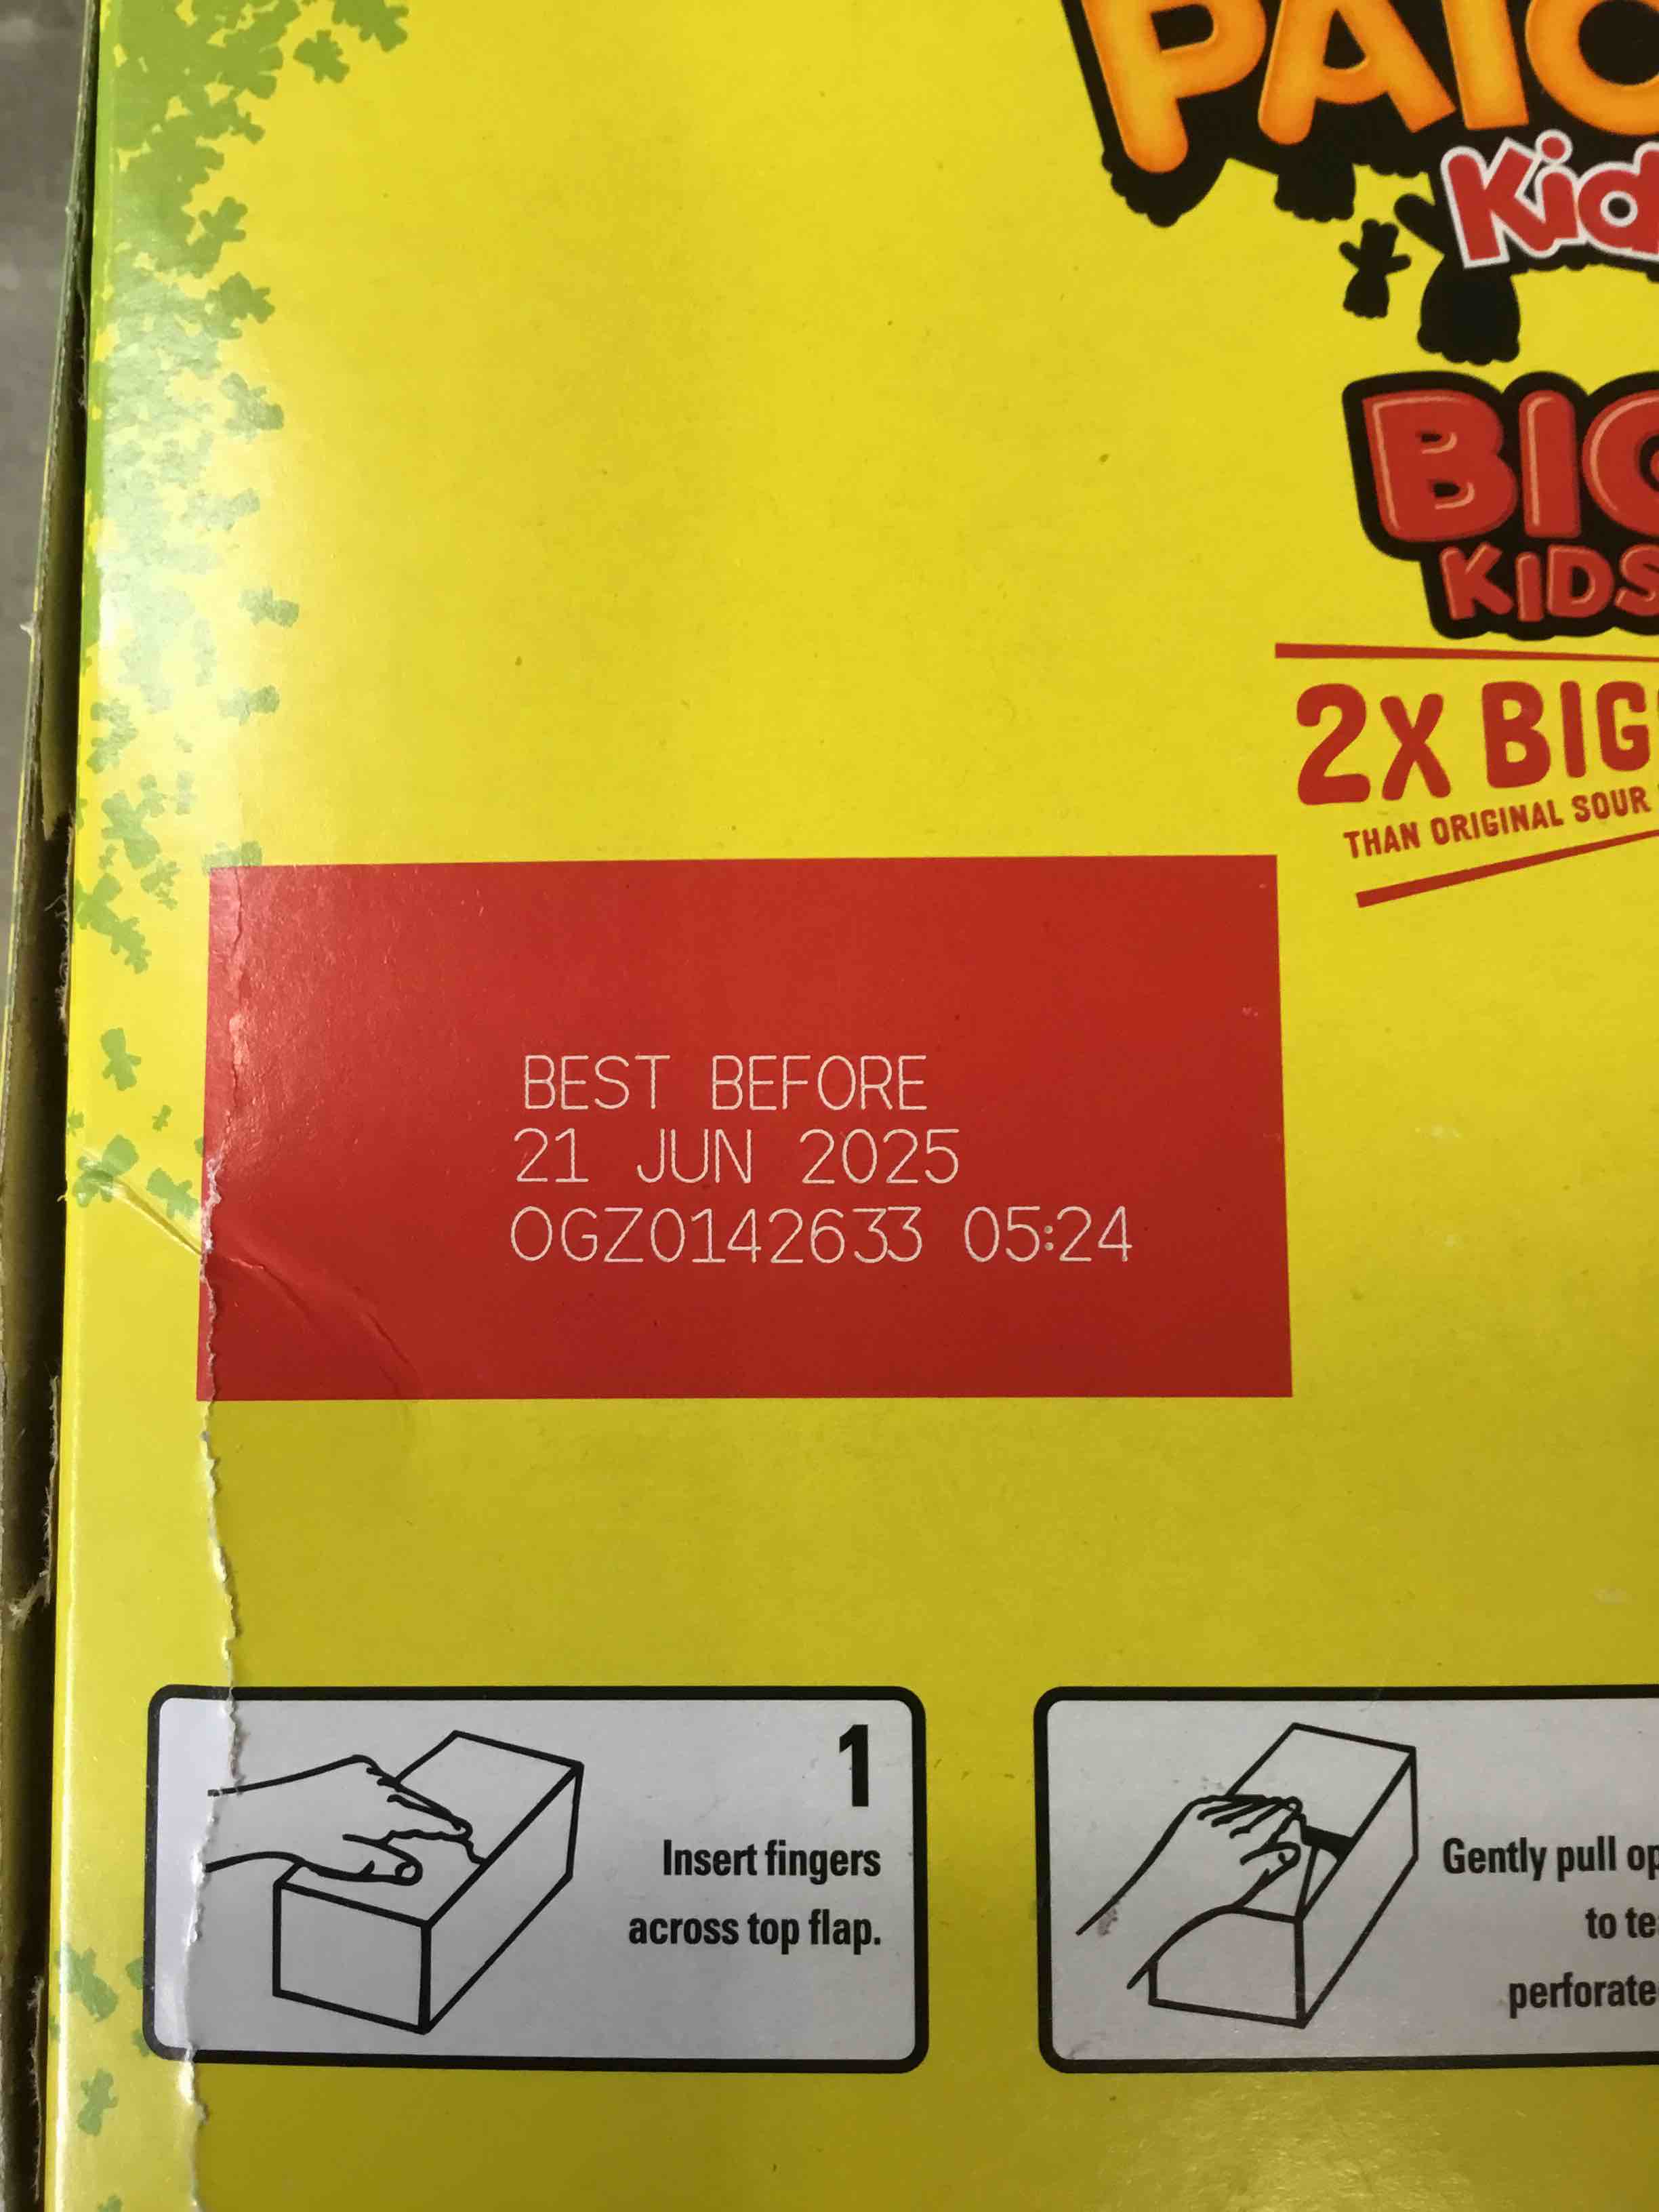 PATC
Kid
BIG
KIDS
2X BIG
THAN ORIGINAL SOUR
BEST BEFORE
21 JUN 2025
OGZ0142633 05:24
1
Insert fingers
across top flap.
Gently pull op
to te
perforate